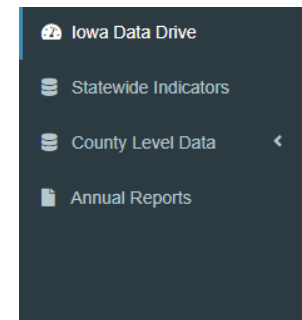 Iowa Data Drive
Statewide Indicators
County Level Data
Annual Reports